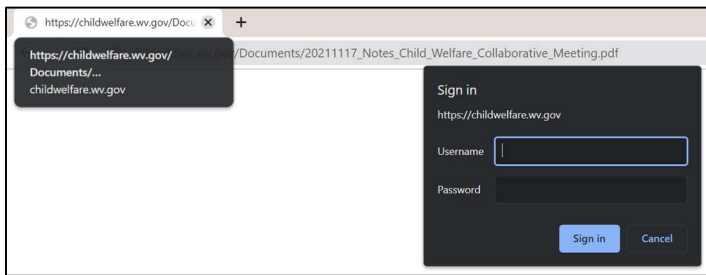 https://childwelfare.wv.gov/Docu
/Documents/20211117_Notes_Child_Welfare_Collaborative_Meeting.pdf
https://childwelfare.wv.gov/
Documents/...
childwelfare.wv.gov
Sign in
https://childwelfare.wv.gov
Username
Password
Sign in Cancel